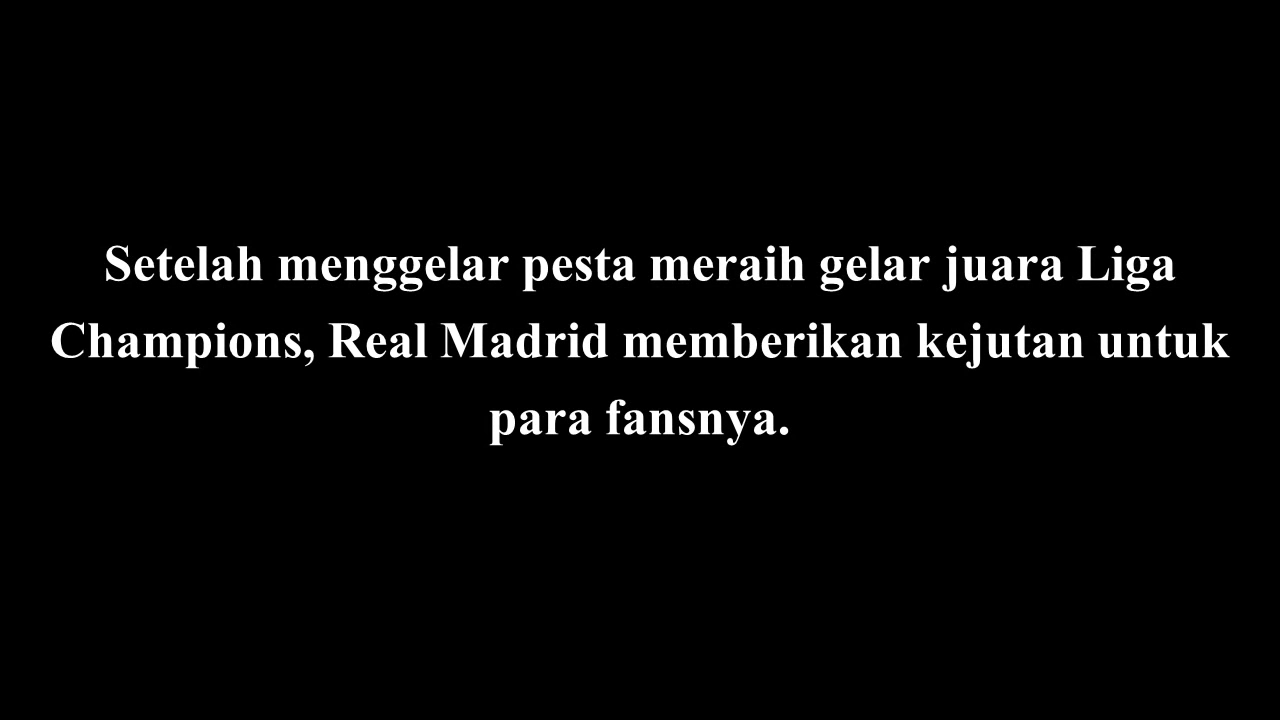 Setelah menggelar pesta meraih gelar juara Liga
Champions, Real Madrid memberikan kejutan untuk
para fansnya.